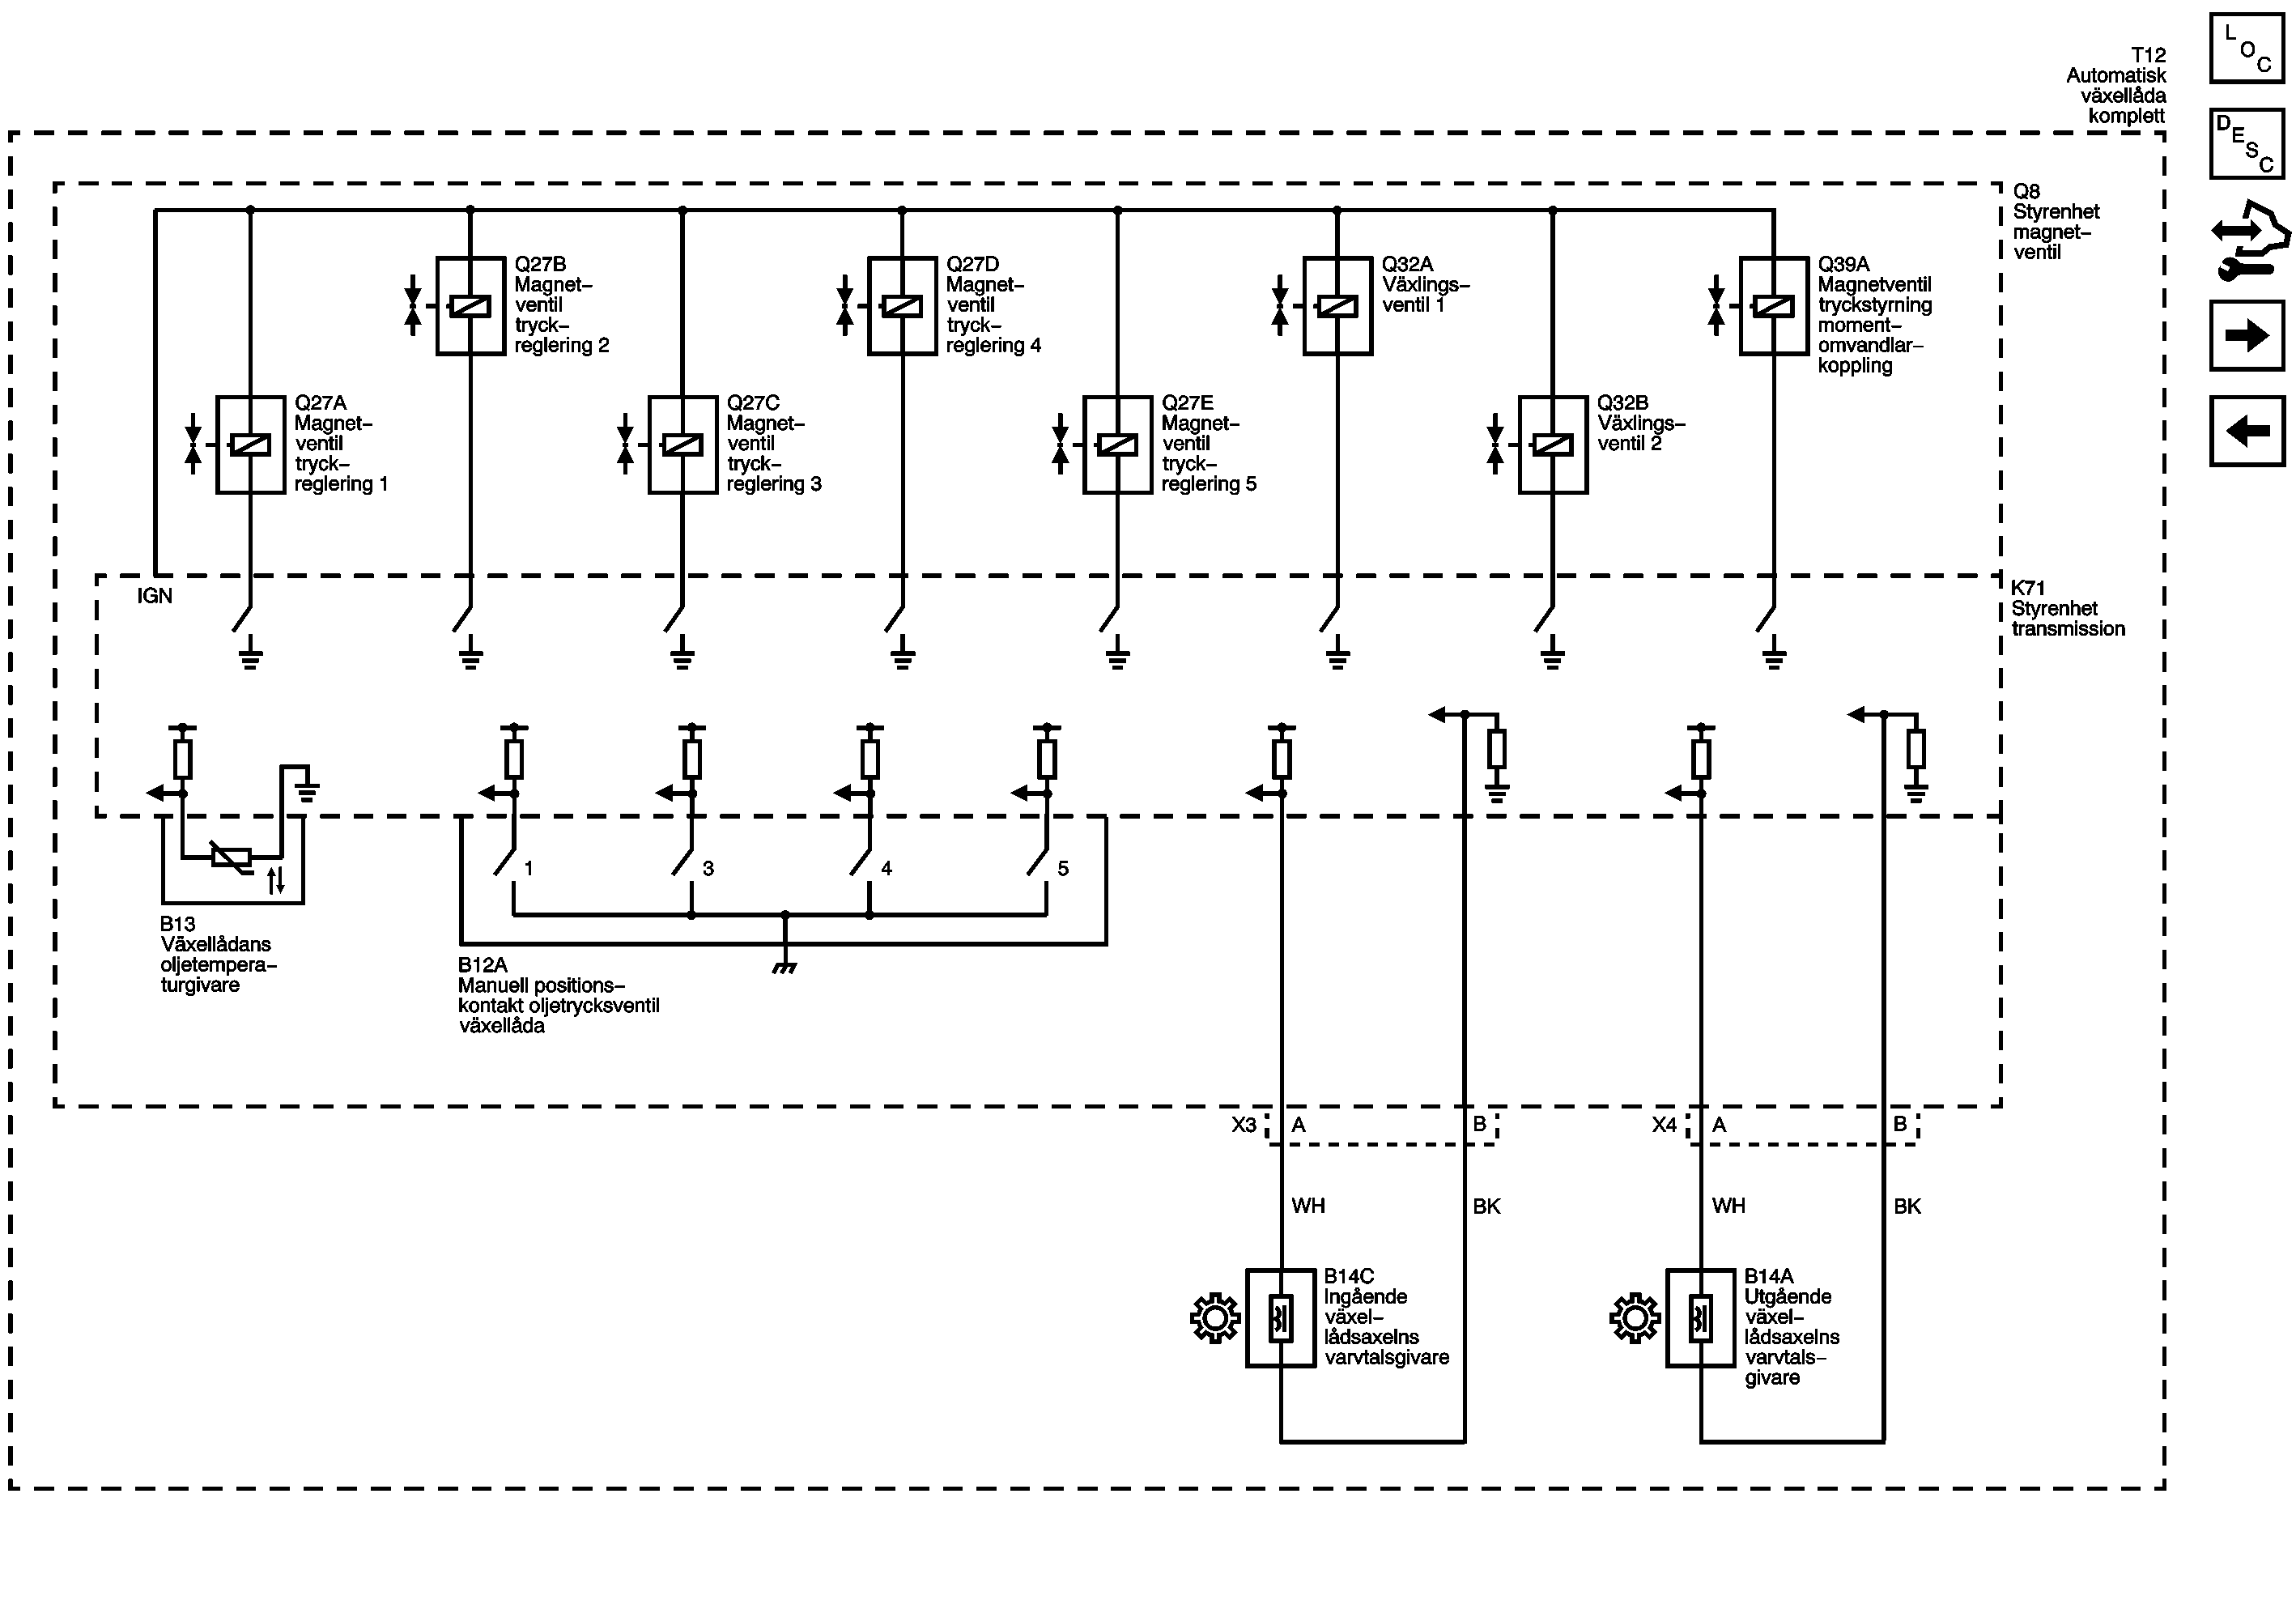 L
O
C
T12
Automatisk
växellåda
komplett
D
E
S
C
Q8
Styrenhet
magnet–
ventil
Q27B
Magnet–
ventil
tryck–
reglering 2
Q27D
Magnet–
ventil
tryck–
reglering 4
Q32A
Växlings–
ventil 1
Q39A
Magnetventil
tryckstyrning
moment–
omvandlar–
koppling
Q27A
Magnet–
ventil
tryck–
reglering 1
Q27C
Magnet–
ventil
tryck–
reglering 3
Q27E
Magnet–
ventil
tryck–
reglering 5
Q32B
Växlings–
ventil 2
IGN
K71
Styrenhet
transmission
1
3
4
5
B13
Växellådans
oljetempera–
turgivare
B12A
Manuell positions–
kontakt oljetrycksventil
växellåda
X3
A
B
X4
A
B
WH
BK
WH
BK
B14C
Ingående
växel–
lådsaxelns
varvtalsgivare
B14A
Utgående
växel–
lådsaxelns
varvtals–
givare